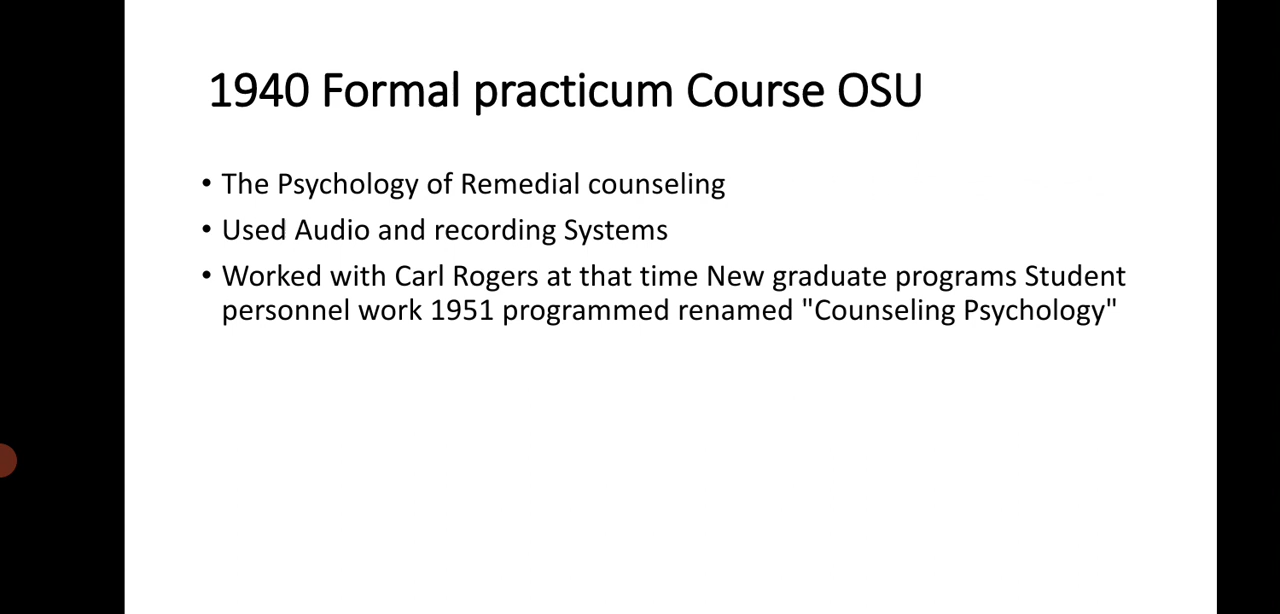 1940 Formal practicum Course OSU
• The Psychology of Remedial counseling
• Used Audio and recording Systems
• Worked with Carl Rogers at that time New graduate programs Student
personnel work 1951 programmed renamed "Counseling Psychology"